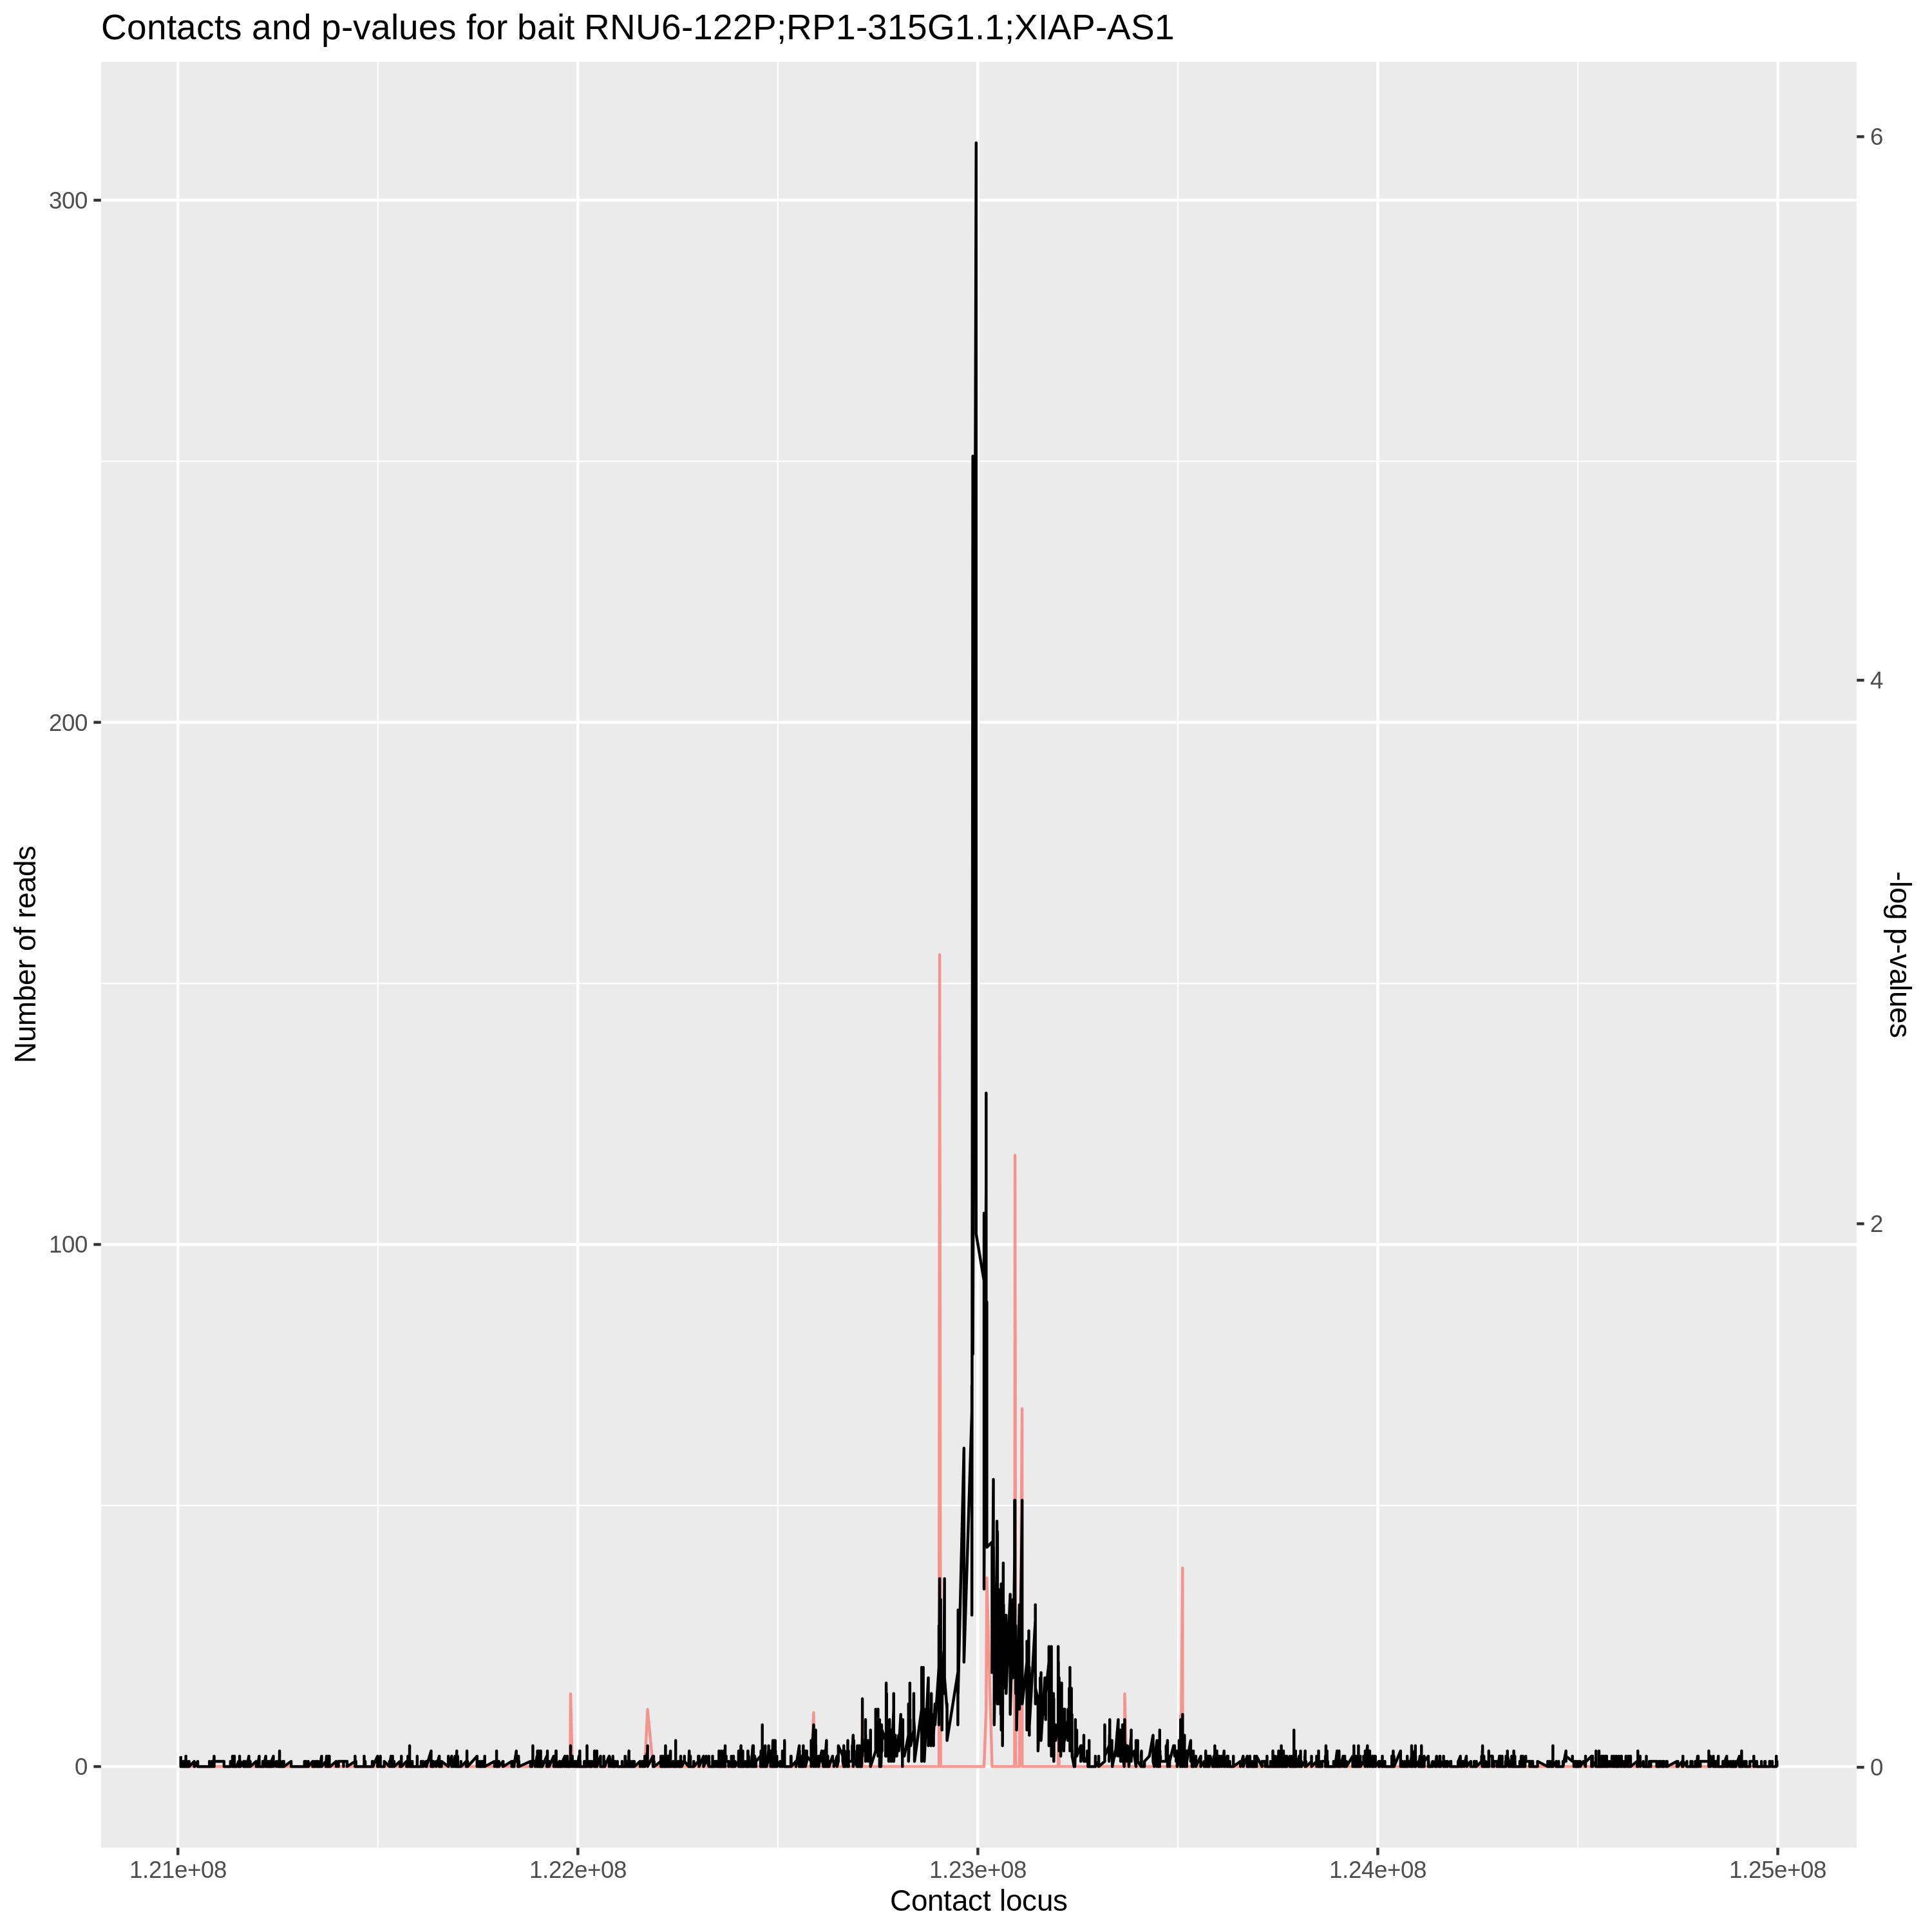 Contacts and p-values for bait RNU6-122P;RP1-315G1.1;XIAP-AS1
300
200
100
0
Number of reads
6
4
2
0
-log p-values
1.21e+08 1.22e+08 1.23e+08 1.24e+08 1.25e+08
Contact locus